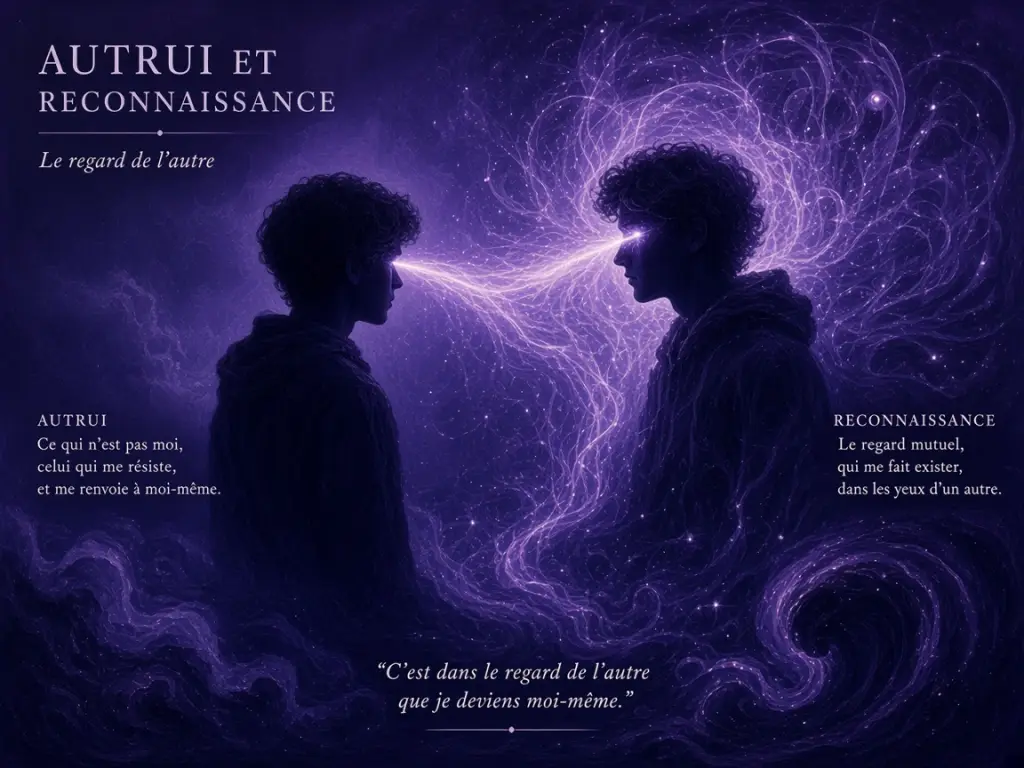 AUTRUI ET
RECONNAISSANCE
Le regard de l’autre
AUTRUI
Ce qui n’est pas moi,
celui qui me résiste,
et me renvoie à moi-même.
RECONNAISSANCE
Le regard mutuel,
qui me fait exister,
dans les yeux d’un autre.
“C’est dans le regard de l’autre
que je deviens moi-même.”